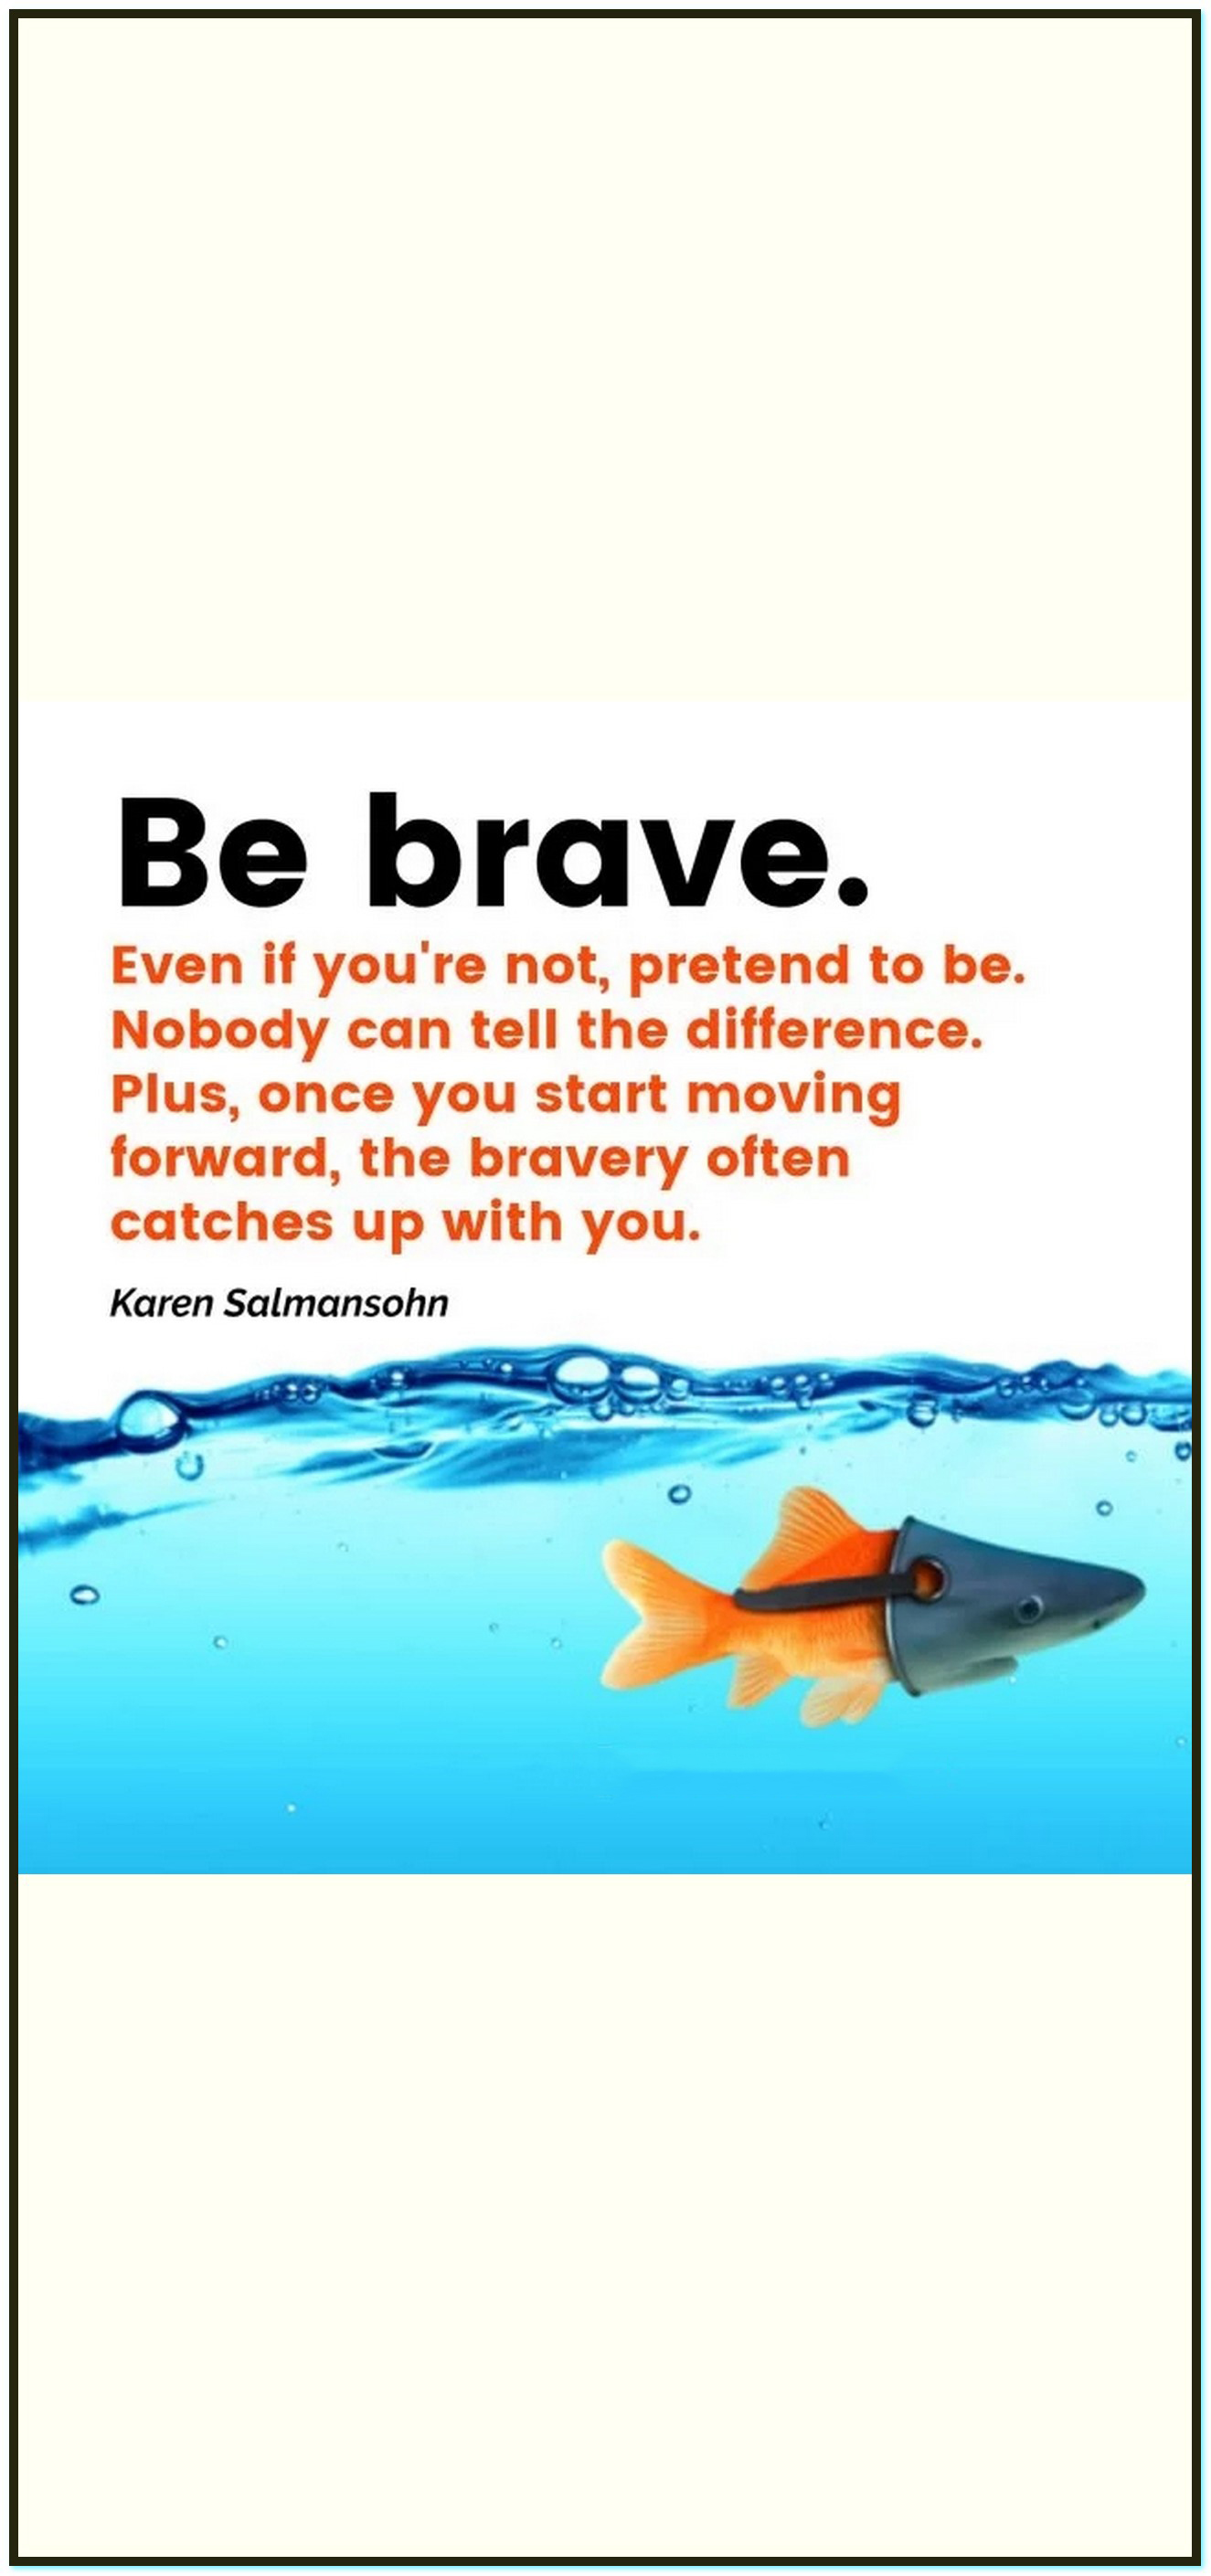 Be brave.
Even if you're not, pretend to be.
Nobody can tell the difference.
Plus, once you start moving
forward, the bravery often
catches up with you.
Karen Salmansohn